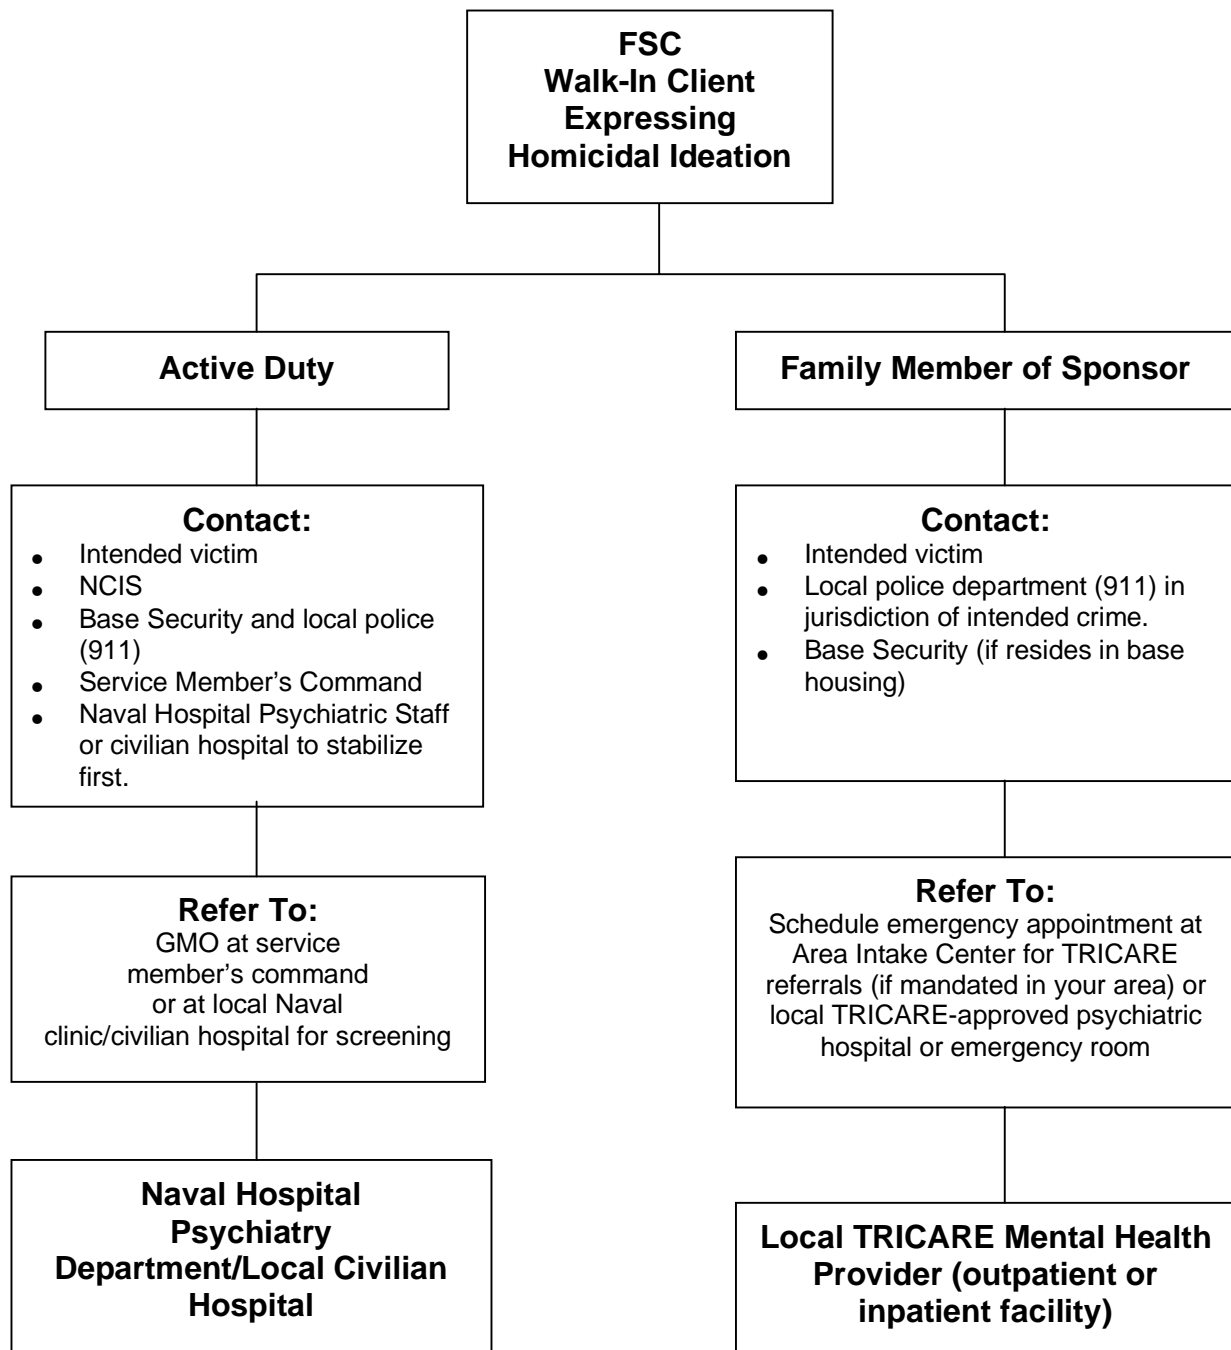 FSC
Walk-In Client
Expressing
Homicidal Ideation
Active Duty
Family Member of Sponsor
Contact:
• Intended victim
• NCIS
• Base Security and local police
(911)
• Service Member’s Command
• Naval Hospital Psychiatric Staff
or civilian hospital to stabilize
first.
Contact:
• Intended victim
• Local police department (911) in
jurisdiction of intended crime.
• Base Security (if resides in base
housing)
Refer To:
GMO at service
member’s command
or at local Naval
clinic/civilian hospital for screening
Refer To:
Schedule emergency appointment at
Area Intake Center for TRICARE
referrals (if mandated in your area) or
local TRICARE-approved psychiatric
hospital or emergency room
Naval Hospital
Psychiatry
Department/Local Civilian
Hospital
Local TRICARE Mental Health
Provider (outpatient or
inpatient facility)